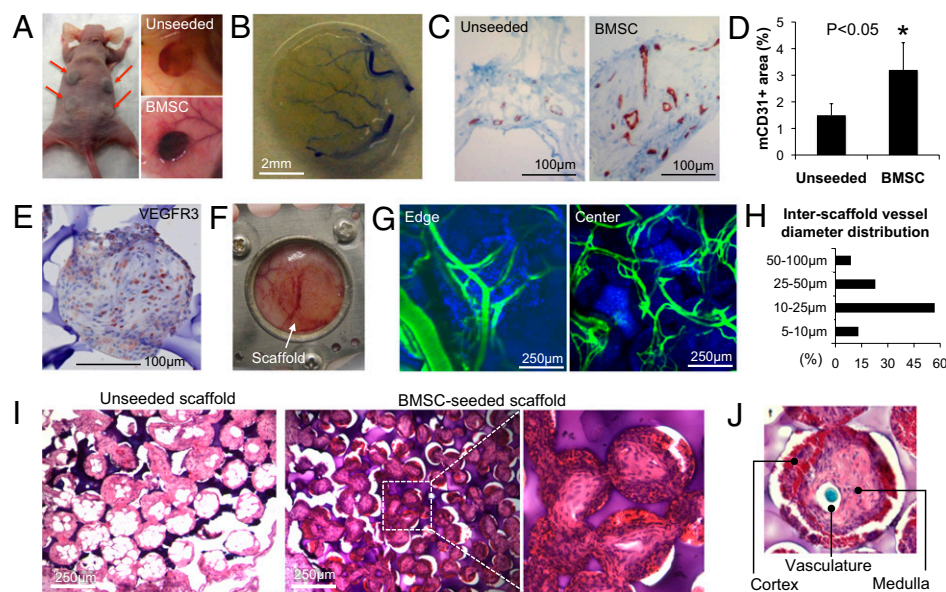 A
Unseeded
BMSC
B
2mm
C
Unseeded
BMSC
100µm
100µm
D
P<0.05
*
mCD31+ area (%)
5
4
3
2
1
0
Unseeded
BMSC
E
VEGFR3
100µm
F
Scaffold
G
Edge
Center
250µm
250µm
H
Inter-scaffold vessel
diameter distribution
50-100µm
25-50µm
10-25µm
5-10µm
(%)
0
15
30
45
60
I
Unseeded scaffold
BMSC-seeded scaffold
250µm
250µm
J
Vasculature
Cortex
Medulla